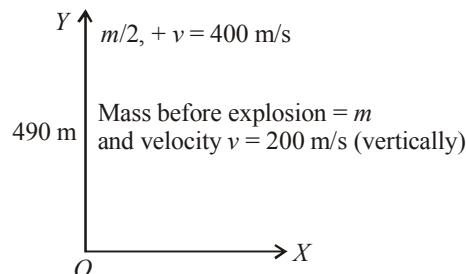 Y
m/2, + v = 400 m/s
490 m
Mass before explosion = m
and velocity v = 200 m/s (vertically)
X
O